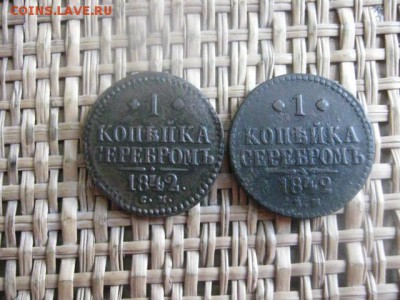 COINS.LAVE.RU
1
КОПѢЙКА
СЕРЕБРОМЪ
1842.
С. М.
1
КОПѢЙКА
СЕРЕБРОМЪ
1842